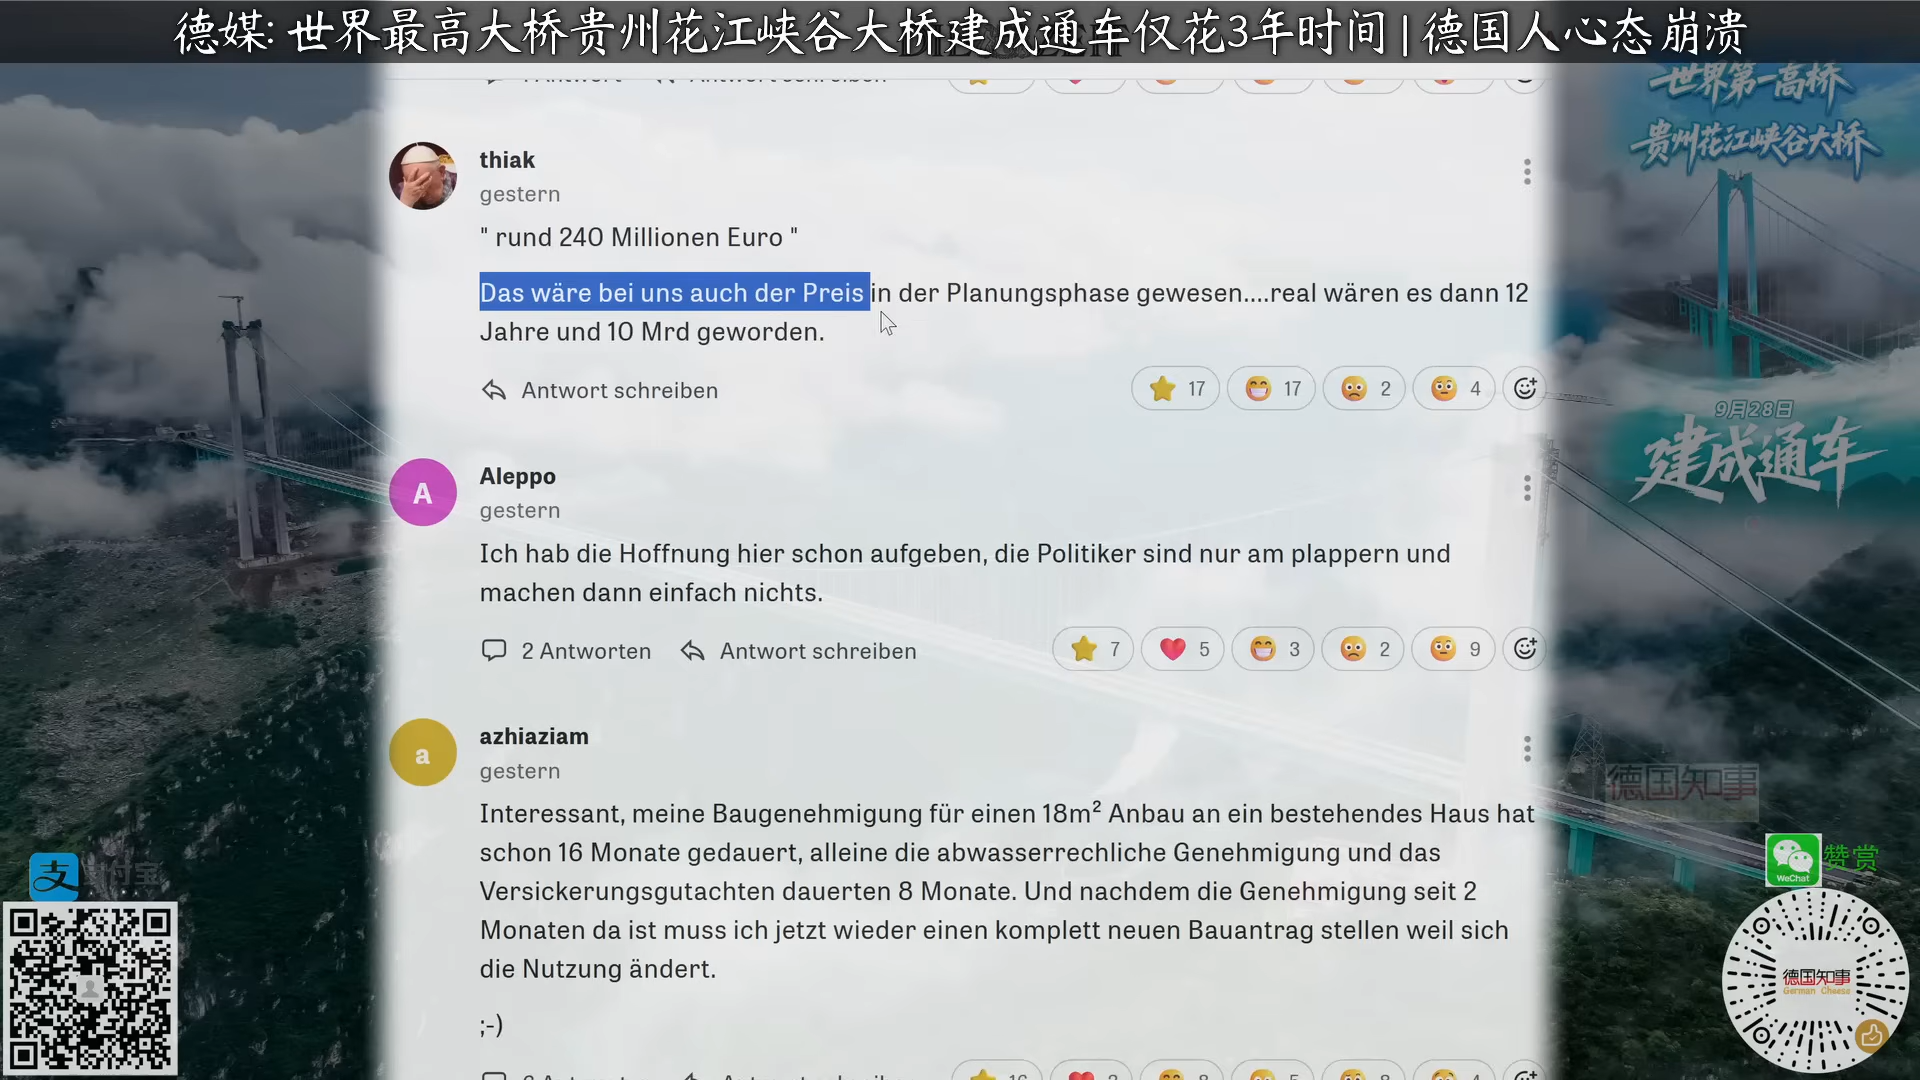 德媒: 世界最高大桥贵州花江峡谷大桥建成通车仅花3年时间 | 德国人心态崩溃
世界第一高桥
贵州花江峡谷大桥
thiak
gestern
" rund 240 Millionen Euro "
Das wäre bei uns auch der Preis in der Planungsphase gewesen....real wären es dann 12
Jahre und 10 Mrd geworden.
Antwort schreiben
17
17
2
4
9月28日
建成通车
A
Aleppo
gestern
Ich hab die Hoffnung hier schon aufgeben, die Politiker sind nur am plappern und
machen dann einfach nichts.
2 Antworten
Antwort schreiben
7
5
3
2
9
a
azhiaziam
gestern
Interessant, meine Baugenehmigung für einen 18m² Anbau an ein bestehendes Haus hat
schon 16 Monate gedauert, alleine die abwasserrechliche Genehmigung und das
Versickerungsgutachten dauerten 8 Monate. Und nachdem die Genehmigung seit 2
Monaten da ist muss ich jetzt wieder einen komplett neuen Bauantrag stellen weil sich
die Nutzung ändert.
;-)
德国知事
支
支付宝
WeChat
赞赏
德国知事
German Cheese